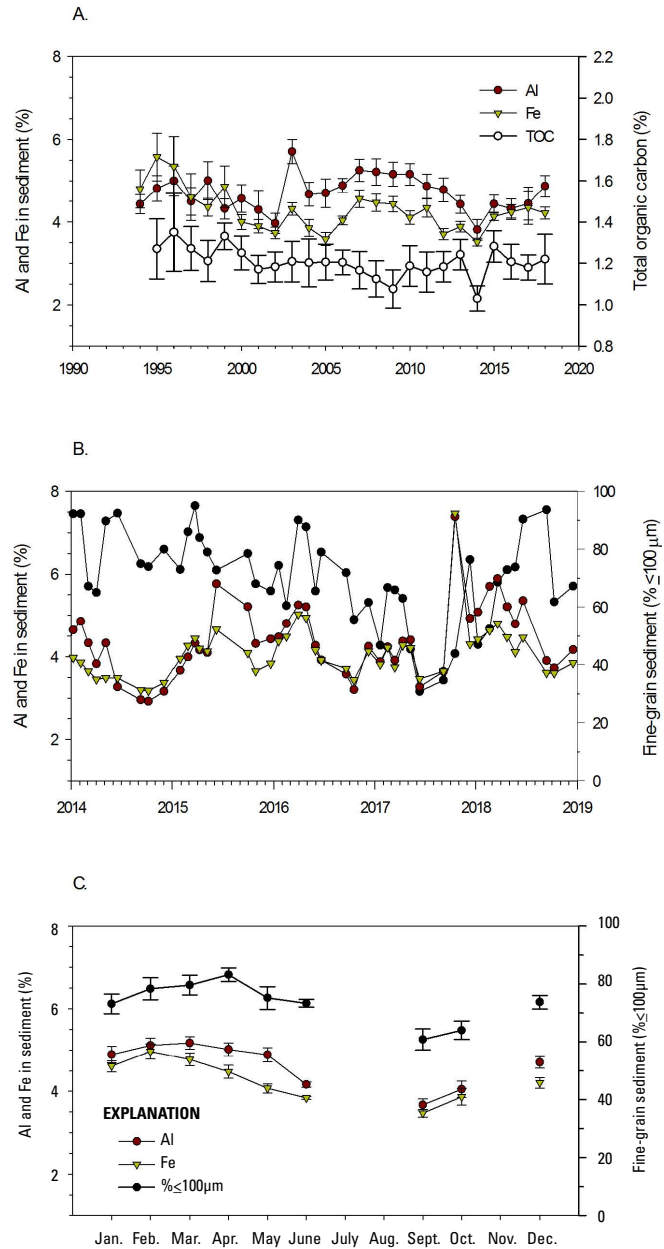 A.
8
6
4
2
Al and Fe in sediment (%)
2.2
2.0
1.8
1.6
1.4
1.2
1.0
0.8
Total organic carbon (%)
Al
Fe
TOC
1990 1995 2000 2005 2010 2015 2020
B.
8
6
4
2
Al and Fe in sediment (%)
100
80
60
40
20
0
Fine-grain sediment (% ≤100 µm)
2014 2015 2016 2017 2018 2019
C.
8
6
4
2
Al and Fe in sediment (%)
100
80
60
40
20
0
Fine-grain sediment (%≤100µm)
EXPLANATION
Al
Fe
%≤100µm
Jan. Feb. Mar. Apr. May June July Aug. Sept. Oct. Nov. Dec.